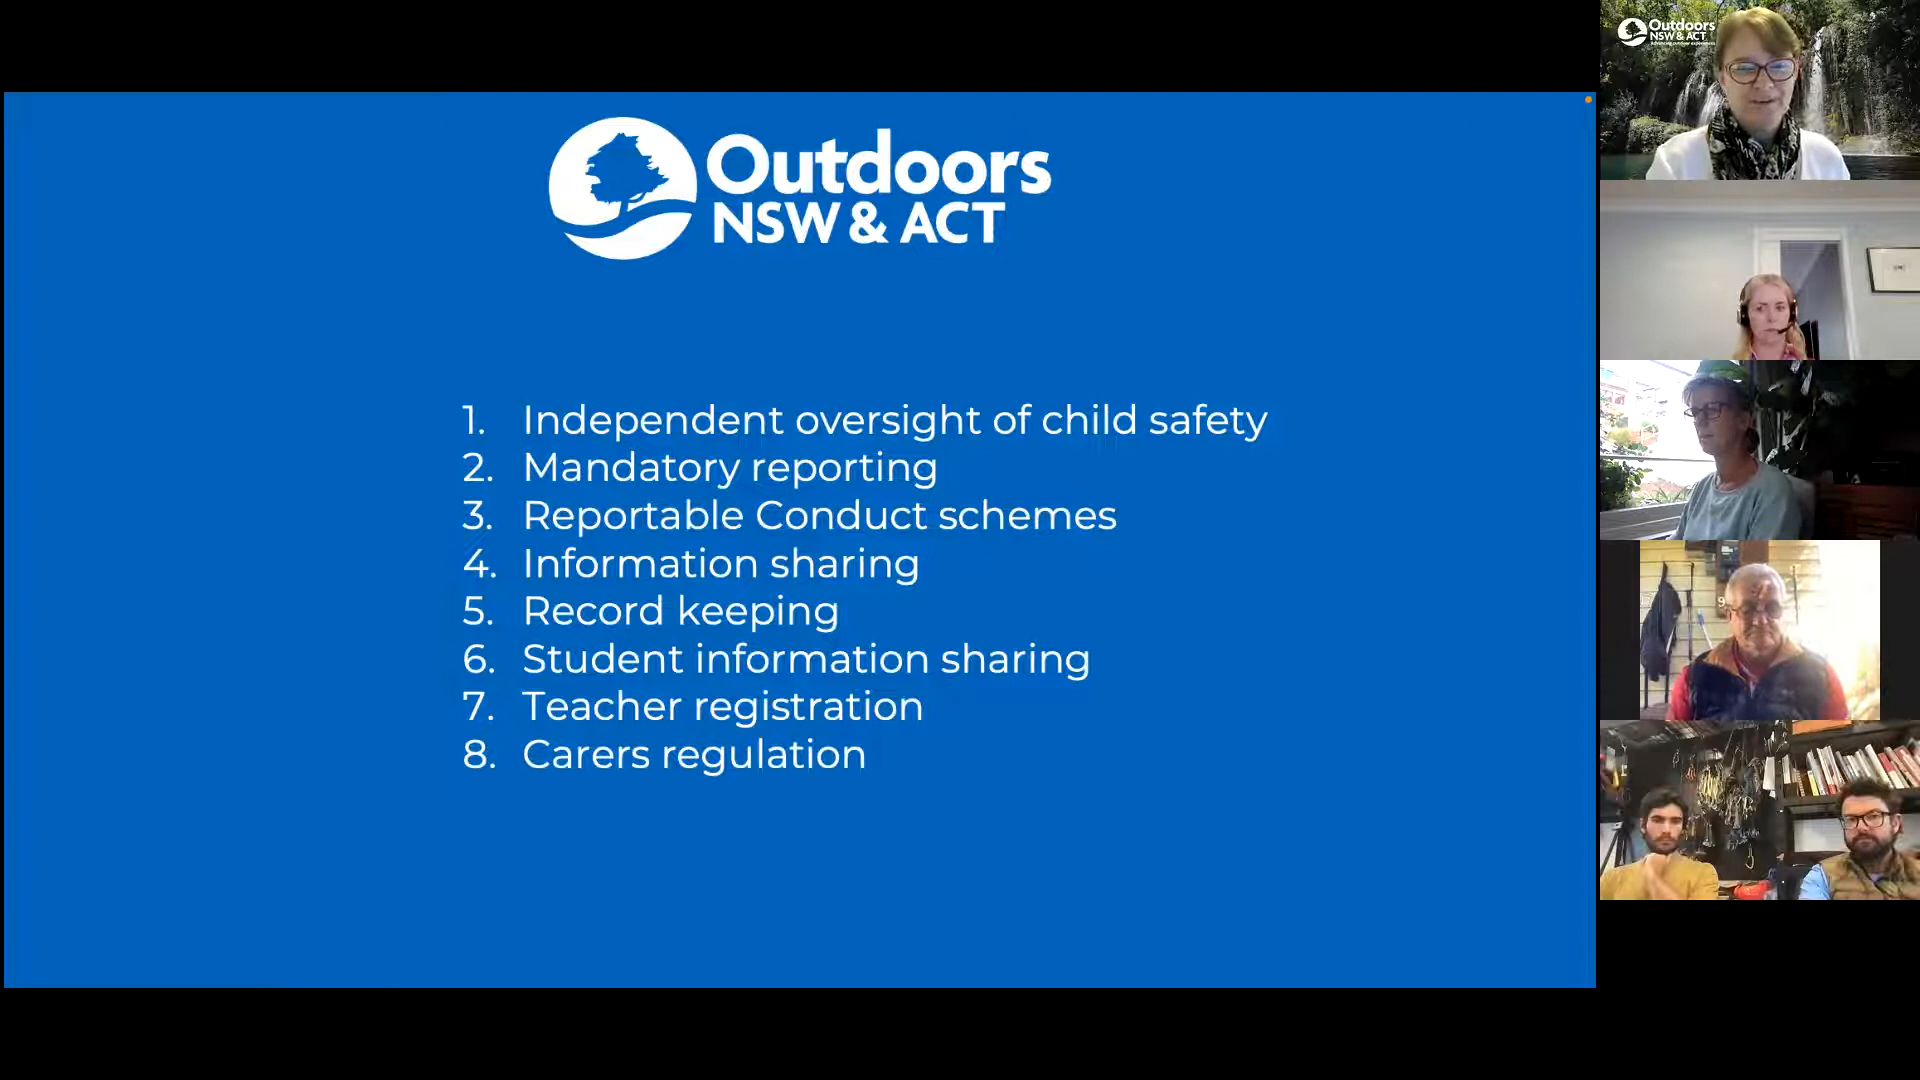 Outdoors
NSW & ACT
1. Independent oversight of child safety
2. Mandatory reporting
3. Reportable Conduct schemes
4. Information sharing
5. Record keeping
6. Student information sharing
7. Teacher registration
8. Carers regulation
Outdoors
NSW & ACT